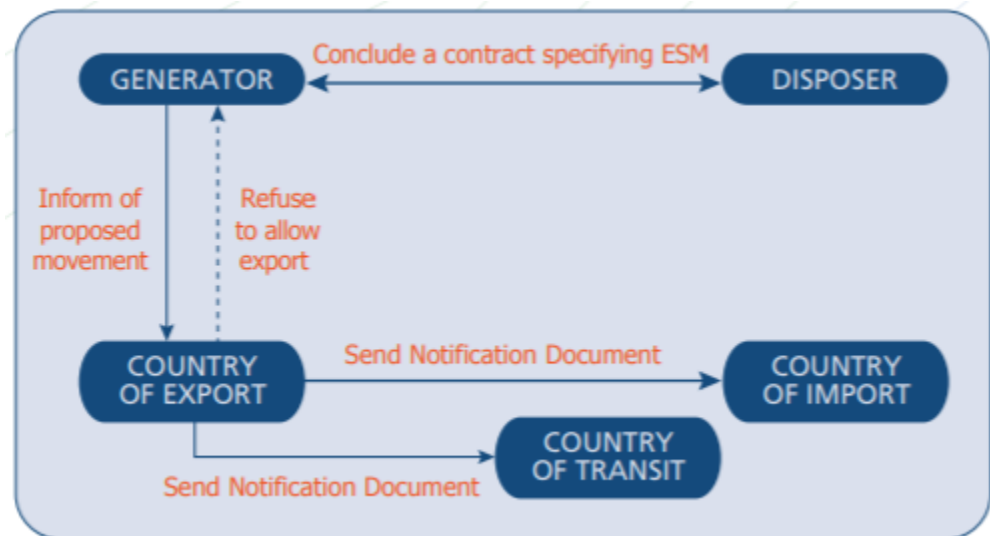 Conclude a contract specifying ESM
GENERATOR
DISPOSER
Inform of
proposed
movement
Refuse
to allow
export
COUNTRY
OF EXPORT
Send Notification Document
COUNTRY
OF IMPORT
COUNTRY
OF TRANSIT
Send Notification Document